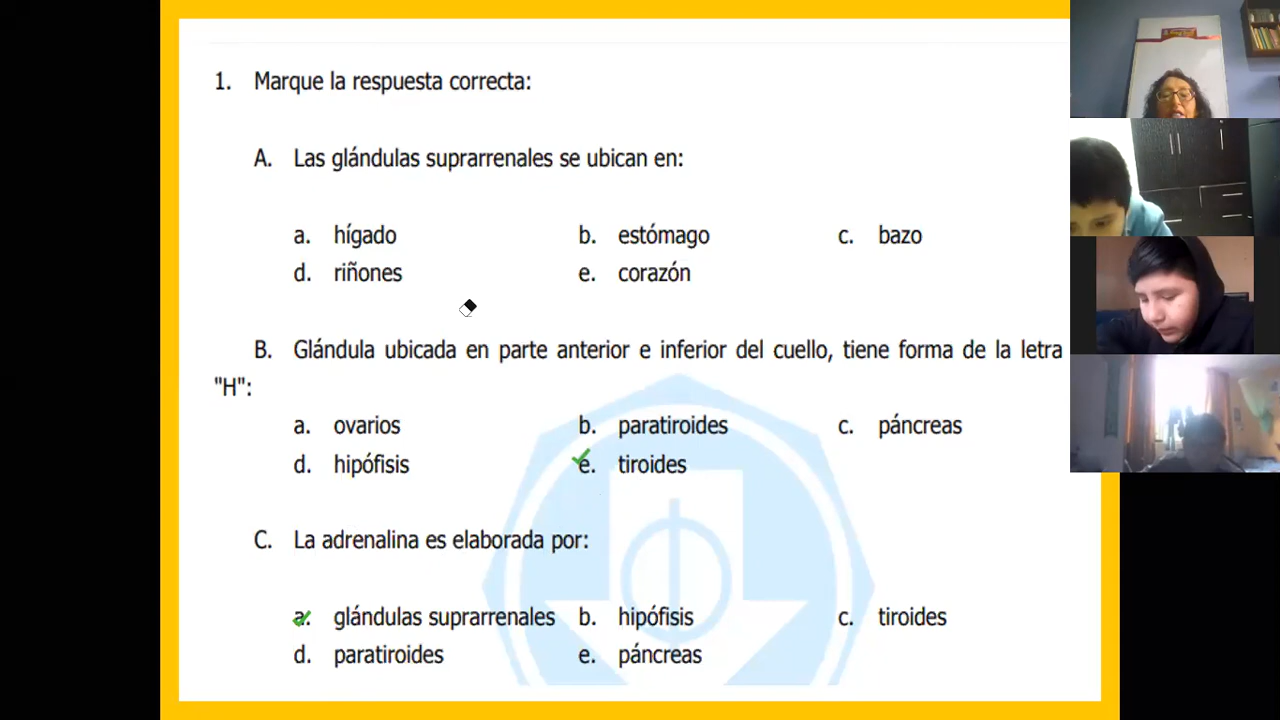 1. Marque la respuesta correcta:
A. Las glándulas suprarrenales se ubican en:
a. hígado b. estómago c. bazo
d. riñones e. corazón
B. Glándula ubicada en parte anterior e inferior del cuello, tiene forma de la letra
"H":
a. ovarios b. paratiroides c. páncreas
d. hipófisis e. tiroides
C. La adrenalina es elaborada por:
a. glándulas suprarrenales b. hipófisis c. tiroides
d. paratiroides e. páncreas